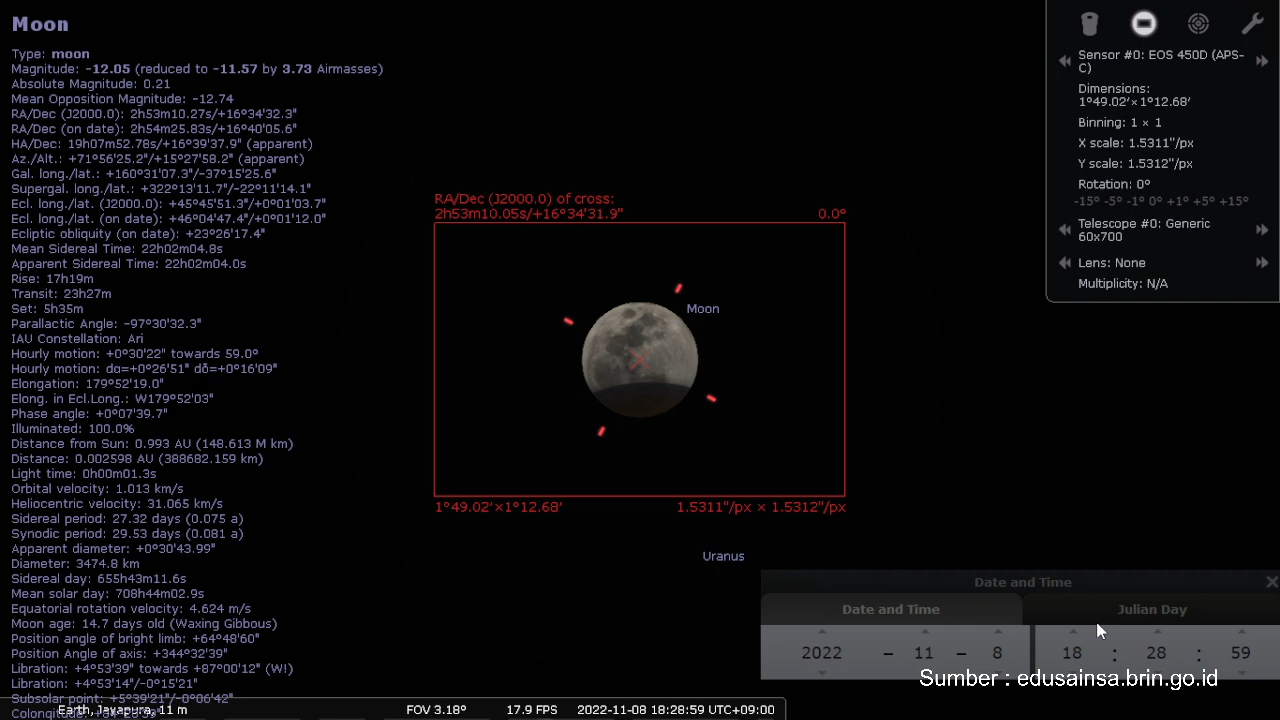 Moon
Type: moon
Magnitude: -12.05 (reduced to -11.57 by 3.73 Airmasses)
Absolute Magnitude: 0.21
Mean Opposition Magnitude: -12.74
RA/Dec (J2000.0): 2h53m10.27s/+16°34'32.3"
RA/Dec (on date): 2h54m25.83s/+16°40'05.6"
HA/Dec: 19h07m52.78s/+16°39'37.9" (apparent)
Az./Alt.: +71°56'25.2"/+15°27'58.2" (apparent)
Gal. long./lat.: +160°31'07.3"/-37°15'25.6"
Supergal. long./lat.: +322°13'11.7"/-22°11'14.1"
Ecl. long./lat. (J2000.0): +45°45'51.3"/+0°01'03.7"
Ecl. long./lat. (on date): +46°04'47.4"/+0°01'12.0"
Ecliptic obliquity (on date): +23°26'17.4"
Mean Sidereal Time: 22h02m04.8s
Apparent Sidereal Time: 22h02m04.0s
Rise: 17h19m
Transit: 23h27m
Set: 5h35m
Parallactic Angle: -97°30'32.3"
IAU Constellation: Ari
Hourly motion: +0°30'22" towards 59.0°
Hourly motion: dα=+0°26'51" dδ=+0°16'09"
Elongation: 179°52'19.0"
Elong. in Ecl.Long.: W179°52'03"
Phase angle: +0°07'39.7"
Illuminated: 100.0%
Distance from Sun: 0.993 AU (148.613 M km)
Distance: 0.002598 AU (388682.159 km)
Light time: 0h00m01.3s
Orbital velocity: 1.013 km/s
Heliocentric velocity: 31.065 km/s
Sidereal period: 27.32 days (0.075 a)
Synodic period: 29.53 days (0.081 a)
Apparent diameter: +0°30'43.99"
Diameter: 3474.8 km
Sidereal day: 655h43m11.6s
Mean solar day: 708h44m02.9s
Equatorial rotation velocity: 4.624 m/s
Moon age: 14.7 days old (Waxing Gibbous)
Position angle of bright limb: +64°48'60"
Position Angle of axis: +344°32'39"
Libration: +4°53'39" towards +87°00'12" (W!)
Libration: +4°53'14"/-0°15'21"
Subsolar point: +5°39'21"/-0°06'42"
Colongitude:
Earth, Jayapura, 11 m
FOV 3.18°
17.9 FPS
2022-11-08 18:28:59 UTC+09:00
RA/Dec (J2000.0) of cross:
2h53m10.05s/+16°34'31.9"
0.0°
Moon
1°49.02'×1°12.68'
1.5311"/px × 1.5312"/px
Uranus
Sensor #0: EOS 450D (APS-
C)
Dimensions:
1°49.02'×1°12.68'
Binning: 1 × 1
X scale: 1.5311"/px
Y scale: 1.5312"/px
Rotation: 0°
-15° -5° -1° 0° +1° +5° +15°
Telescope #0: Generic
60x700
Lens: None
Multiplicity: N/A
Date and Time
Date and Time
Julian Day
2022 - 11 - 8
18 : 28 : 59
Sumber : edusainsa.brin.go.id